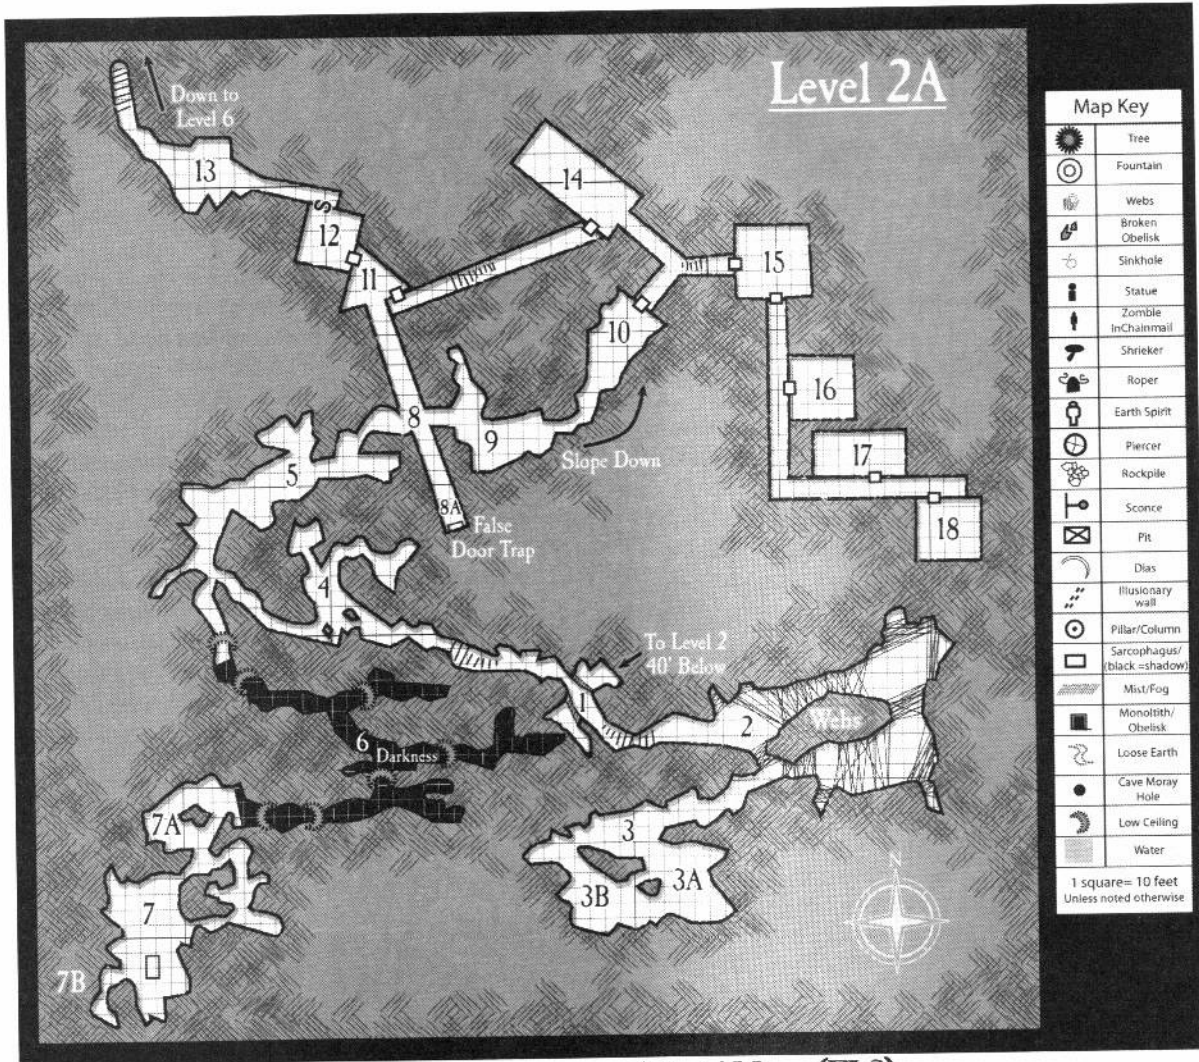 Level 2A
Down to
Level 6
13
14
S
12
11
15
10
16
8
9
Slope Down
5
17
8A
False
Door Trap
18
4
To Level 2
40' Below
1
2
Webs
6
Darkness
7A
3
3A
3B
7
7B
N
Map Key
Tree
Fountain
Webs
Broken
Obelisk
Sinkhole
Statue
Zombie
InChainmail
Shrieker
Roper
Earth Spirit
Piercer
Rockpile
Sconce
Pit
Dias
Illusionary
wall
Pillar/Column
Sarcophagus/
(black =shadow)
Mist/Fog
Monoltith/
Obelisk
Loose Earth
Cave Moray
Hole
Low Ceiling
Water
1 square= 10 feet
Unless noted otherwise